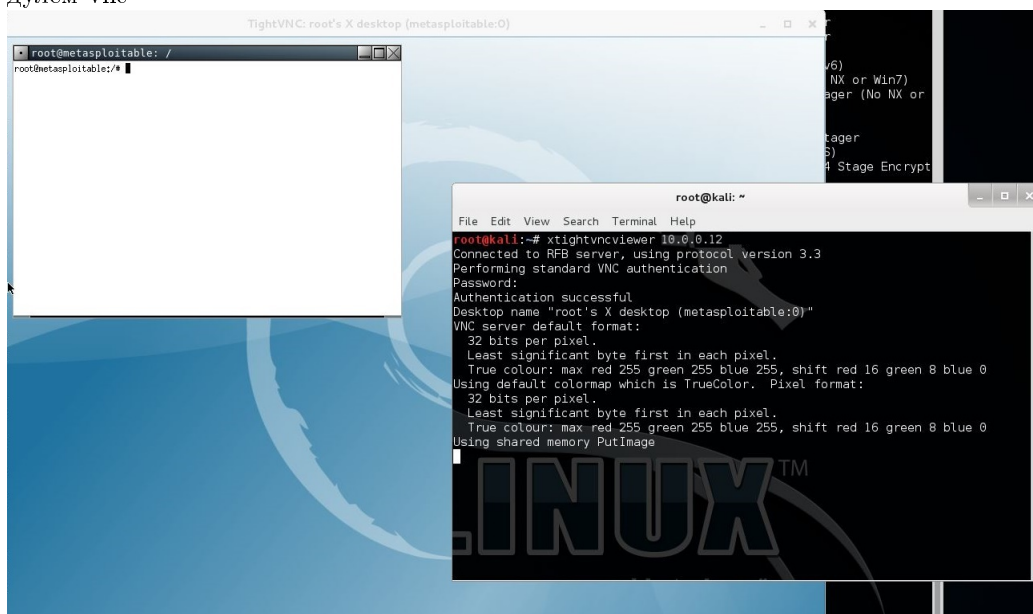 дулем vnc
TightVNC: root's X desktop (metasploitable:0)
root@metasploitable: /
root@metasploitable:/#
v6)
NX or Win7)
ager (No NX or
tager
S)
4 Stage Encrypt
root@kali: ~
File Edit View Search Terminal Help
root@kali:~# xtightvncviewer 10.0.0.12
Connected to RFB server, using protocol version 3.3
Performing standard VNC authentication
Password:
Authentication successful
Desktop name "root's X desktop (metasploitable:0)"
VNC server default format:
32 bits per pixel.
Least significant byte first in each pixel.
True colour: max red 255 green 255 blue 255, shift red 16 green 8 blue 0
Using default colormap which is TrueColor. Pixel format:
32 bits per pixel.
Least significant byte first in each pixel.
True colour: max red 255 green 255 blue 255, shift red 16 green 8 blue 0
Using shared memory PutImage
LINUX TM